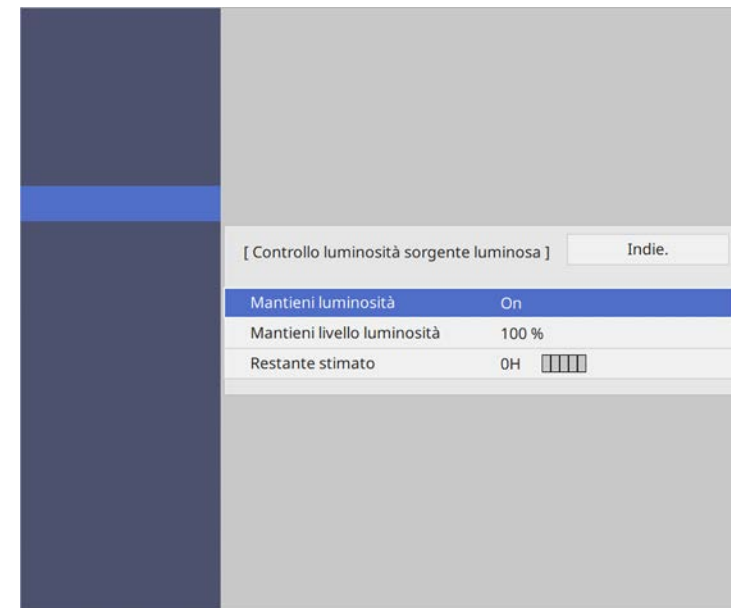 [ Controllo luminosità sorgente luminosa ] Indie.
Mantieni luminosità On
Mantieni livello luminosità 100 %
Restante stimato 0H